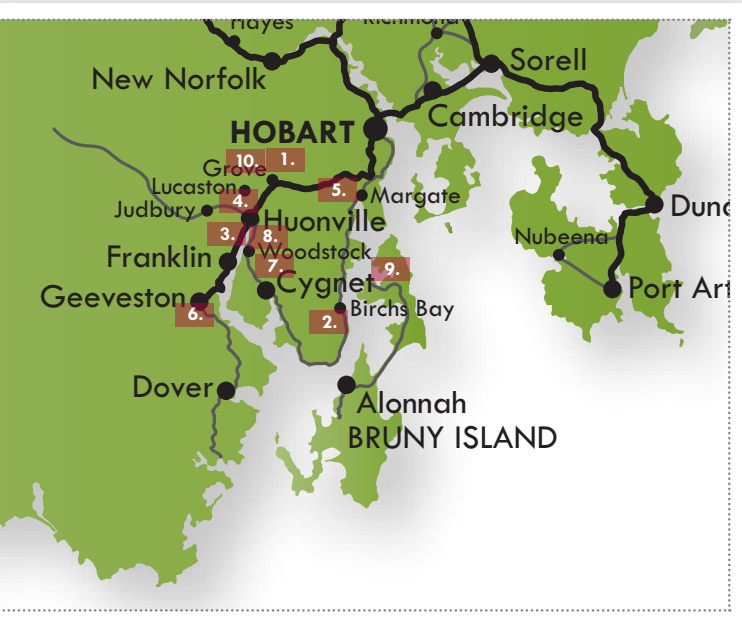 Hayes
Richmond
Sorell
New Norfolk
Cambridge
HOBART
10. 1.
Grove
Lucaston
5.
Margate
4.
Judbury
Huonville
3. 8.
Nubeena
Woodstock
Franklin
7.
9.
Cygnet
Geeveston
Port Art
Birchs Bay
6.
2.
Dover
Alonnah
BRUNY ISLAND